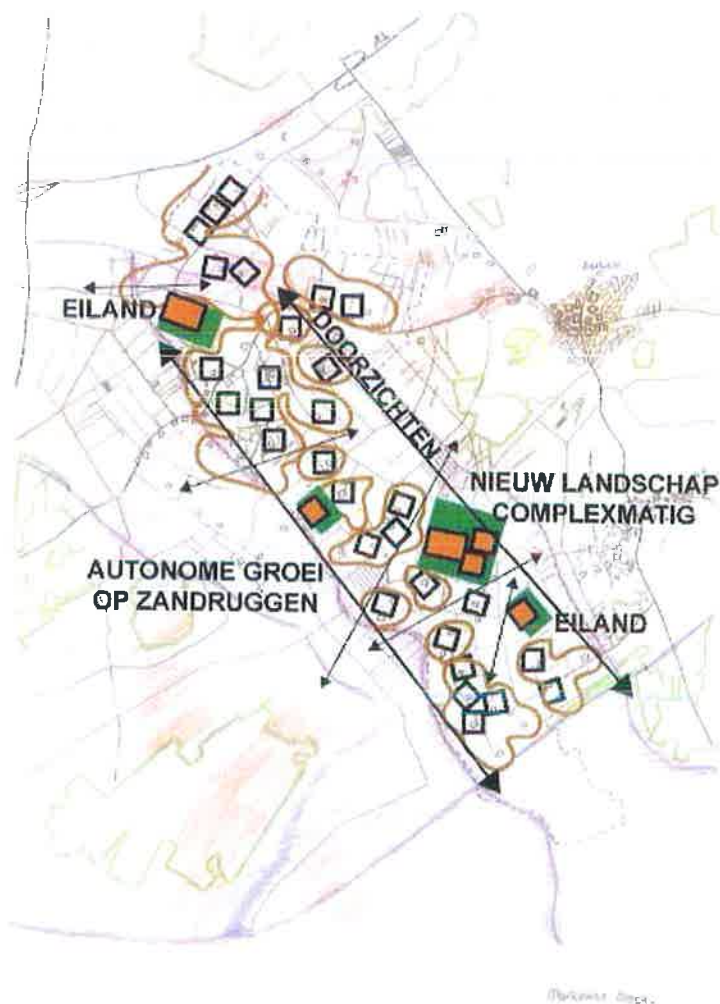 EILAND
DOORZICHTEN
NIEUW LANDSCHAP
COMPLEXMATIG
AUTONOME GROEI
OP ZANDRUGGEN
EILAND